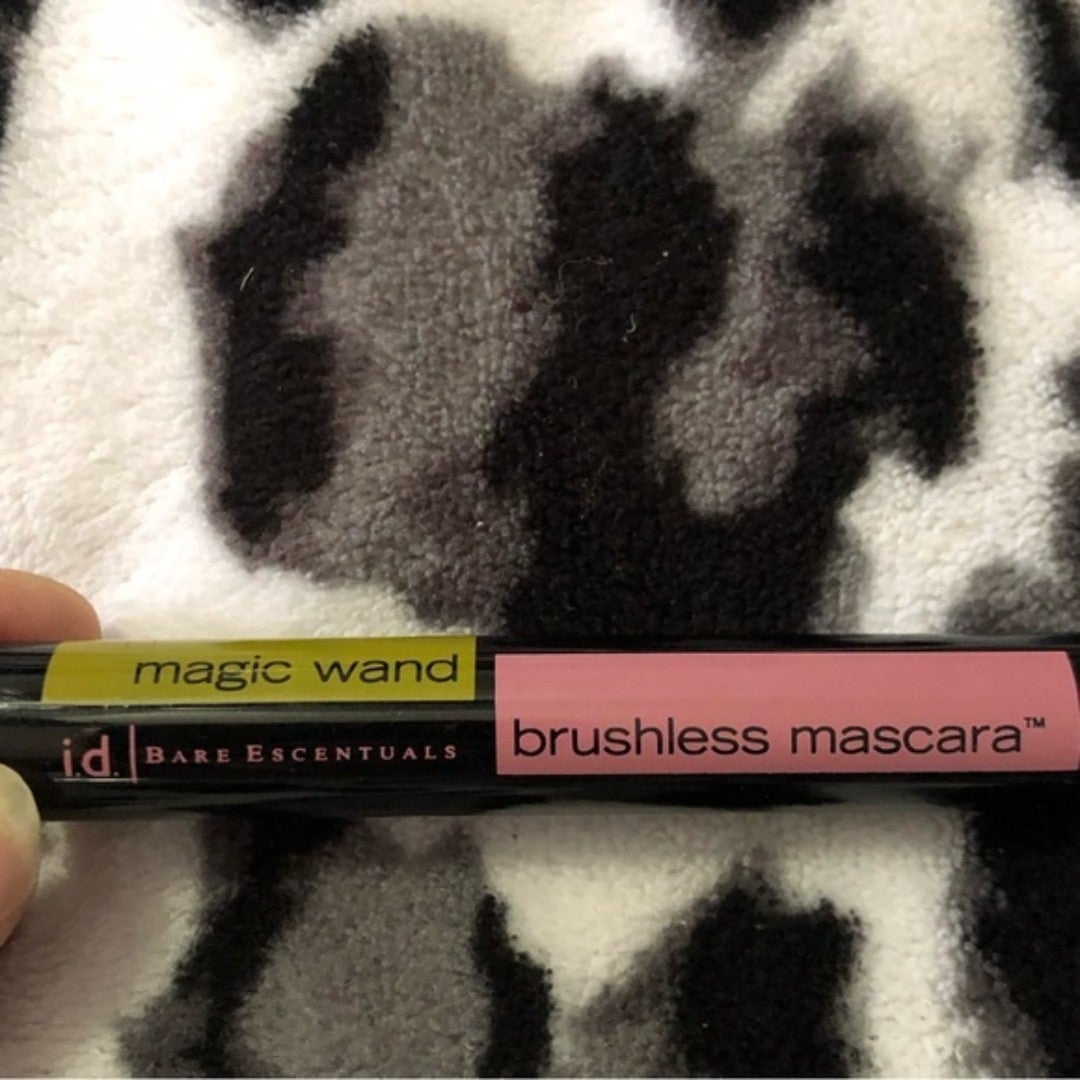 magic wand
i.d. BARE ESCENTUALS
brushless mascara™